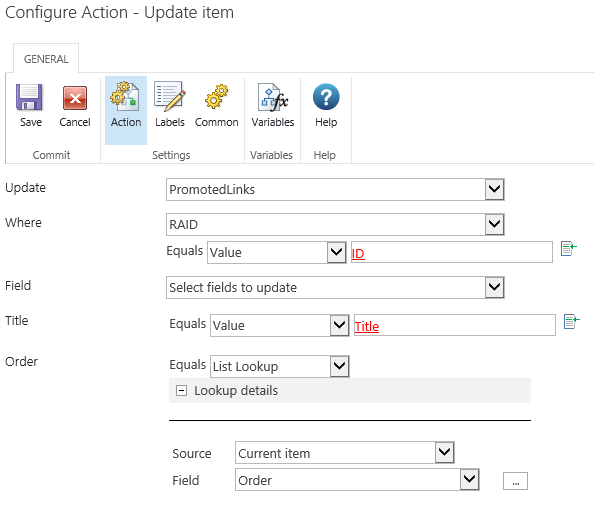 Configure Action - Update item
GENERAL
Save Cancel Action Labels Common Variables Help
Commit Settings Variables Help
Update PromotedLinks
Where RAID
Equals Value ID
Field Select fields to update
Title Equals Value Title
Order Equals List Lookup
Lookup details
Source Current item
Field Order ...